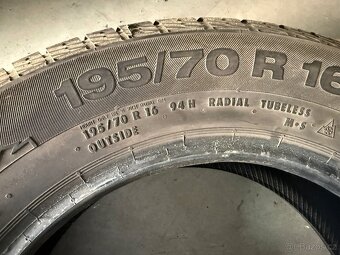 195/70 R 16
195/70 R 16 94H RADIAL TUBELESS
M·S
OUTSIDE